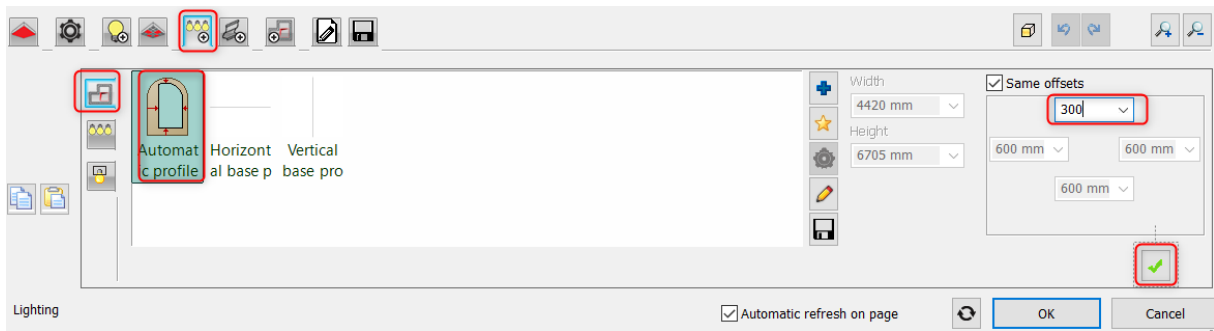 Automat
ic profile
Horizont
al base p
Vertical
base pro
Width
4420 mm
Height
6705 mm
Same offsets
300
600 mm
600 mm
600 mm
Lighting
Automatic refresh on page
OK
Cancel